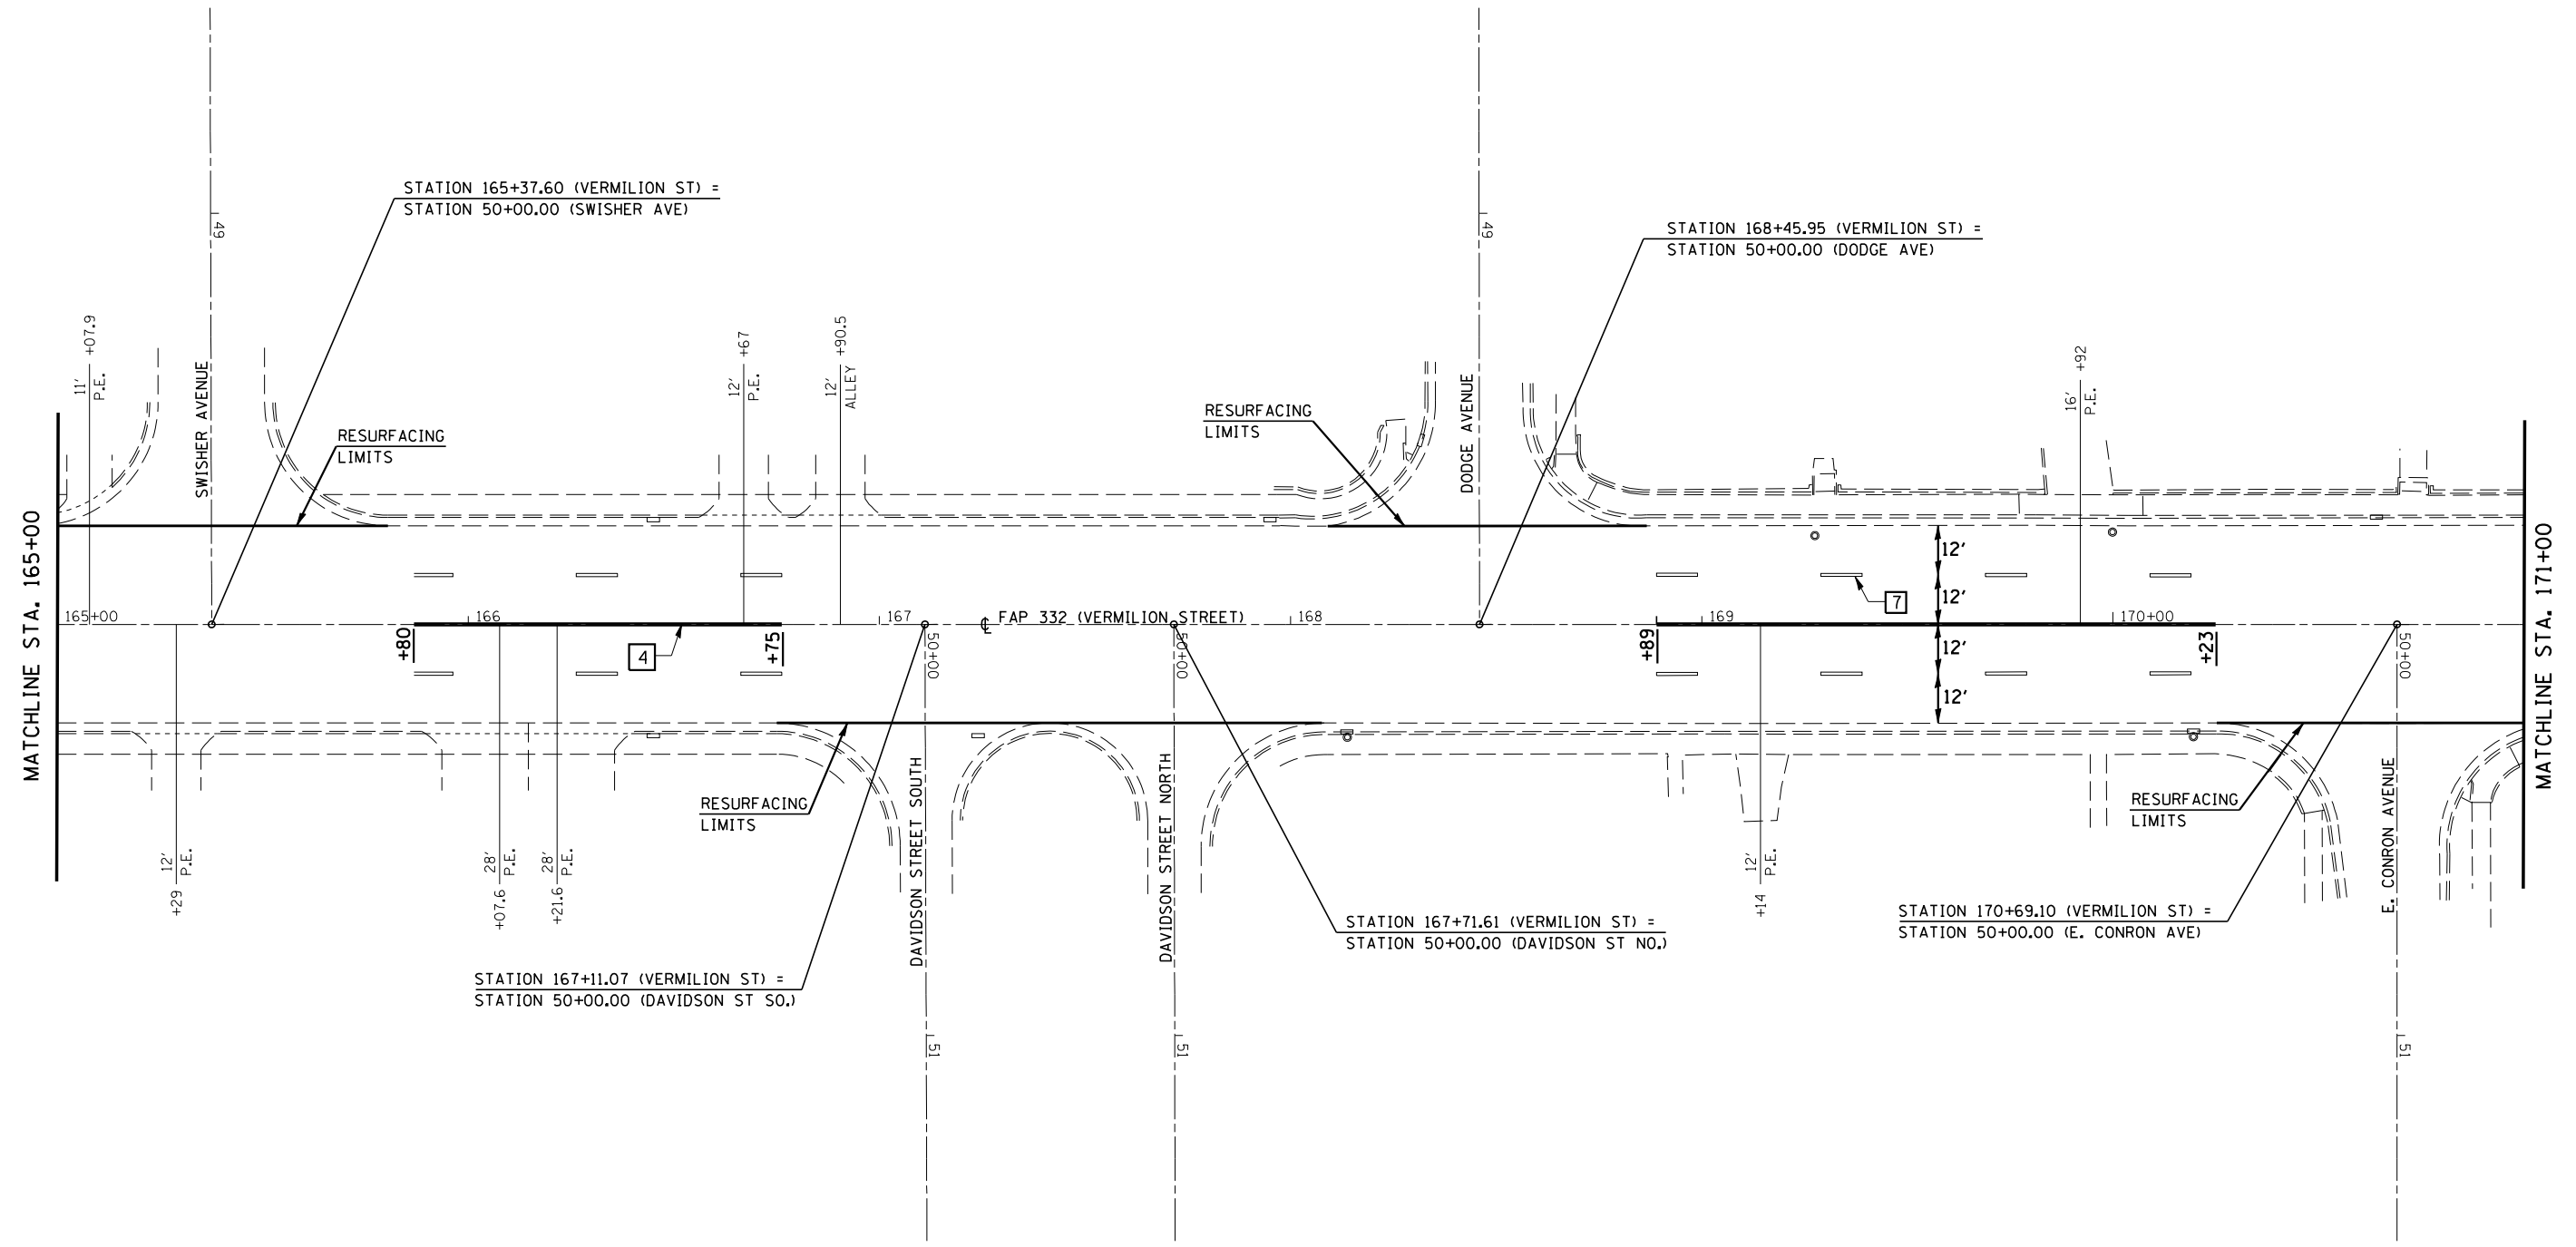 STATION 165+37.60 (VERMILION ST) =
STATION 50+00.00 (SWISHER AVE)
49
49
STATION 168+45.95 (VERMILION ST) =
STATION 50+00.00 (DODGE AVE)
+07.9
11'
P.E.
SWISHER AVENUE
RESURFACING
LIMITS
+67
12'
P.E.
+90.5
12'
ALLEY
RESURFACING
LIMITS
DODGE AVENUE
+92
16'
P.E.
MATCHLINE STA. 165+00
MATCHLINE STA. 171+00
12'
12'
7
165+00
166
167
℄ FAP 332 (VERMILION STREET)
168
169
170+00
+80
4
+75
50+00
50+00
+89
12'
12'
+23
50+00
12'
P.E.
+29
28'
P.E.
+07.6
28'
P.E.
+21.6
RESURFACING
LIMITS
DAVIDSON STREET SOUTH
DAVIDSON STREET NORTH
12'
P.E.
+14
RESURFACING
LIMITS
E. CONRON AVENUE
STATION 167+71.61 (VERMILION ST) =
STATION 50+00.00 (DAVIDSON ST NO.)
STATION 170+69.10 (VERMILION ST) =
STATION 50+00.00 (E. CONRON AVE)
STATION 167+11.07 (VERMILION ST) =
STATION 50+00.00 (DAVIDSON ST SO.)
51
51
51